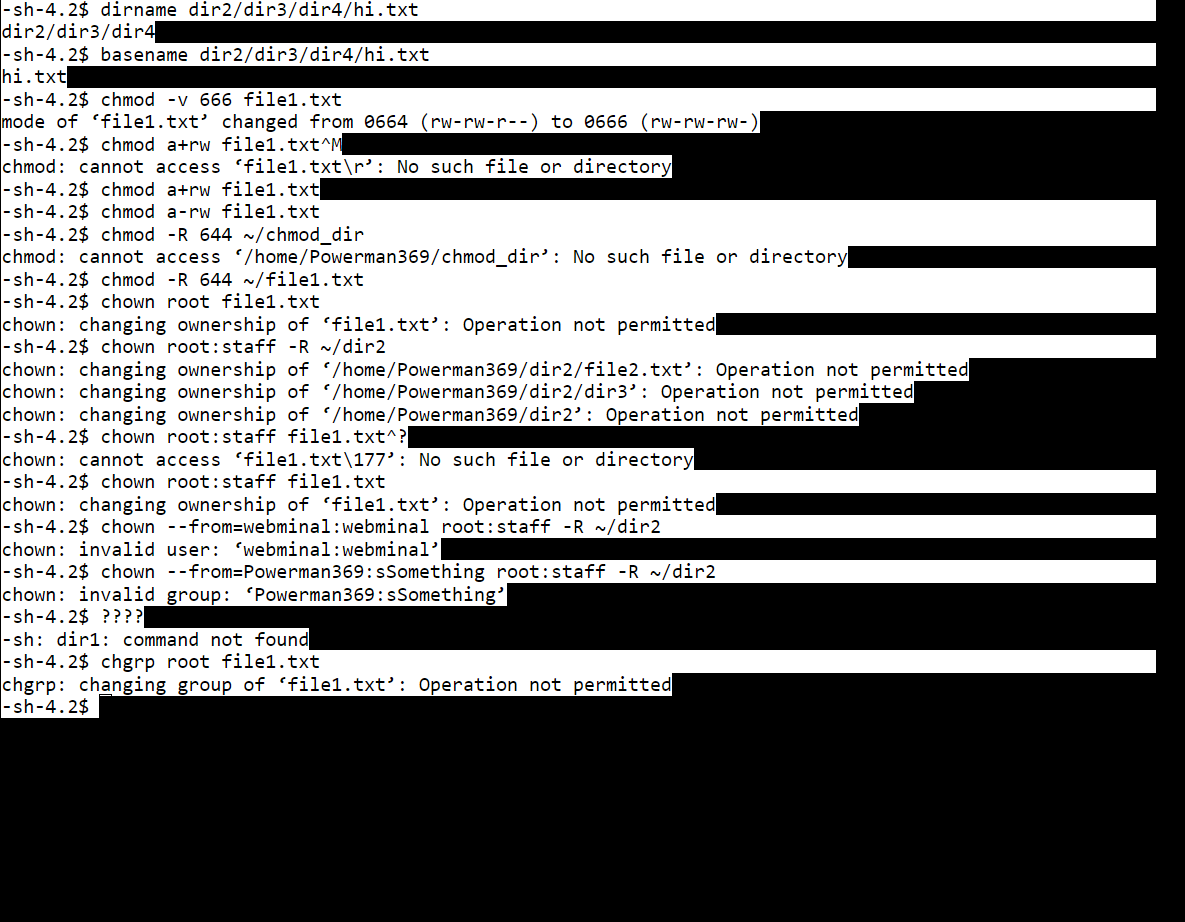 -sh-4.2$ dirname dir2/dir3/dir4/hi.txt
dir2/dir3/dir4
-sh-4.2$ basename dir2/dir3/dir4/hi.txt
hi.txt
-sh-4.2$ chmod -v 666 file1.txt
mode of ‘file1.txt’ changed from 0664 (rw-rw-r--) to 0666 (rw-rw-rw-)
-sh-4.2$ chmod a+rw file1.txt^M
chmod: cannot access ‘file1.txt\r’: No such file or directory
-sh-4.2$ chmod a+rw file1.txt
-sh-4.2$ chmod a-rw file1.txt
-sh-4.2$ chmod -R 644 ~/chmod_dir
chmod: cannot access ‘/home/Powerman369/chmod_dir’: No such file or directory
-sh-4.2$ chmod -R 644 ~/file1.txt
-sh-4.2$ chown root file1.txt
chown: changing ownership of ‘file1.txt’: Operation not permitted
-sh-4.2$ chown root:staff -R ~/dir2
chown: changing ownership of ‘/home/Powerman369/dir2/file2.txt’: Operation not permitted
chown: changing ownership of ‘/home/Powerman369/dir2/dir3’: Operation not permitted
chown: changing ownership of ‘/home/Powerman369/dir2’: Operation not permitted
-sh-4.2$ chown root:staff file1.txt^?
chown: cannot access ‘file1.txt\177’: No such file or directory
-sh-4.2$ chown root:staff file1.txt
chown: changing ownership of ‘file1.txt’: Operation not permitted
-sh-4.2$ chown --from=webminal:webminal root:staff -R ~/dir2
chown: invalid user: ‘webminal:webminal’
-sh-4.2$ chown --from=Powerman369:sSomething root:staff -R ~/dir2
chown: invalid group: ‘Powerman369:sSomething’
-sh-4.2$ ????
-sh: dir1: command not found
-sh-4.2$ chgrp root file1.txt
chgrp: changing group of ‘file1.txt’: Operation not permitted
-sh-4.2$